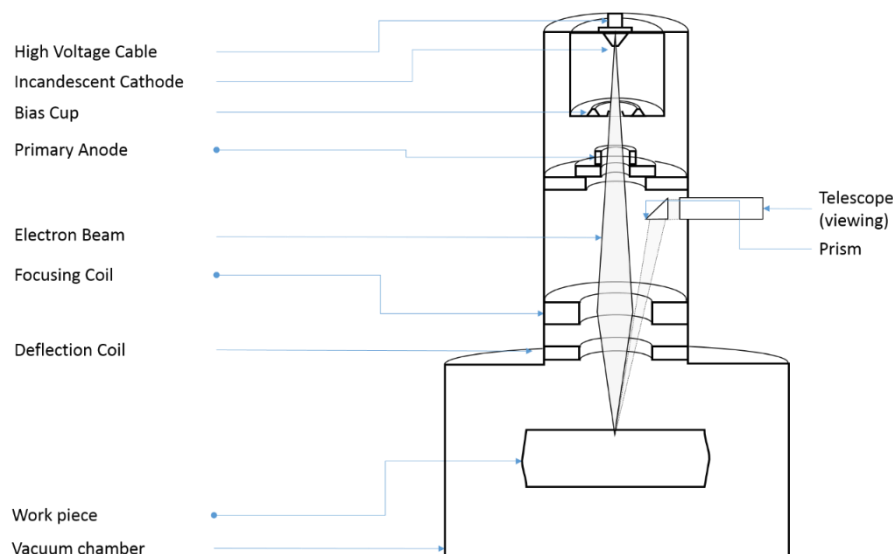 High Voltage Cable
Incandescent Cathode
Bias Cup
Primary Anode
Electron Beam
Focusing Coil
Deflection Coil
Work piece
Vacuum chamber
Telescope
(viewing)
Prism